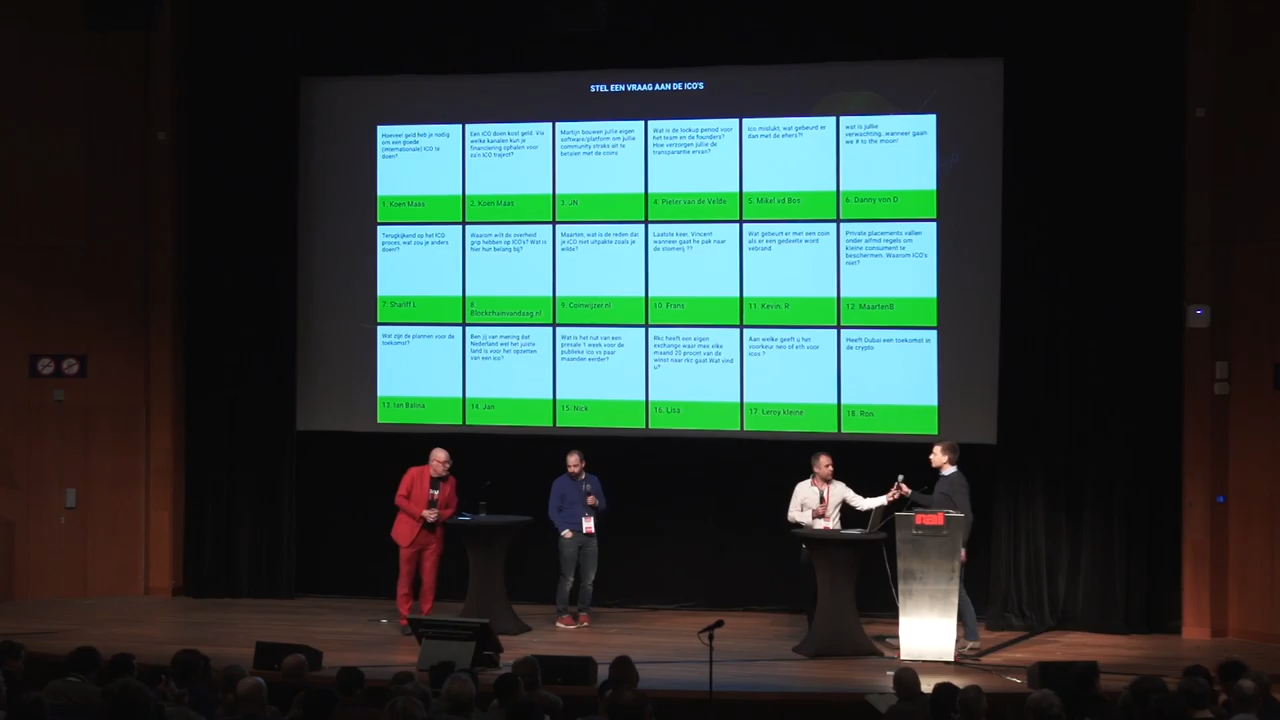 STEL EEN VRAAG AAN DE ICO'S
Hoeveel geld heb je nodig
om een goede
(internationale) ICO te
doen?
1. Koen Maas
Een ICO doen kost geld. Via
welke kanalen kun je
financiering ophalen voor
zo'n ICO traject?
2. Koen Maas
Martijn bouwen jullie eigen
software/platform om jullie
community straks uit te
betalen met de coins
3. JN
Wat is de lockup period voor
het team en de founders?
Hoe verzorgen jullie de
transparantie ervan?
4. Pieter van de Velde
Ico mislukt, wat gebeurt er
dan met de ehers?!
5. Mikel vd Bos
wat is jullie
verwachting..wanneer gaan
we # to the moon!
6. Danny von D
Terugkijkend op het ICO
proces, wat zou je anders
doen?
7. Shariff L
Waarom wilt de overheid
grip hebben op ICO's? Wat is
hier hun belang bij?
8.
Blockchainvandaag.nl
Maarten, wat is de reden dat
je ICO niet uitpakte zoals je
wilde?
9. Coinwijzer.nl
Laatste keer, Vincent
wanneer gaat he pak naar
de stomerij ??
10. Frans
Wat gebeurt er met een coin
als er een gedeelte word
vebrand
11. Kevin. R
Private placements vallen
onder aifmd regels om
kleine consument te
beschermen. Waarom ICO's
niet?
12. MaartenB
Wat zijn de plannen voor de
toekomst?
13. Ian Balina
Ben jij van mening dat
Nederland wel het juiste
land is voor het opzetten
van een ico?
14. Jan
Wat is het nut van een
presale 1 week voor de
publieke ico vs paar
maanden eerder?
15. Nick
Rkc heeft een eigen
exchange waar mee elke
maand 20 procnt van de
winst naar rkc gaat.Wat vind
u?
16. Lisa
Aan welke geeft u het
voorkeur neo of eth voor
icos ?
17. Leroy kleine
Heeft Dubai een toekomst in
de crypto
18. Ron
rai